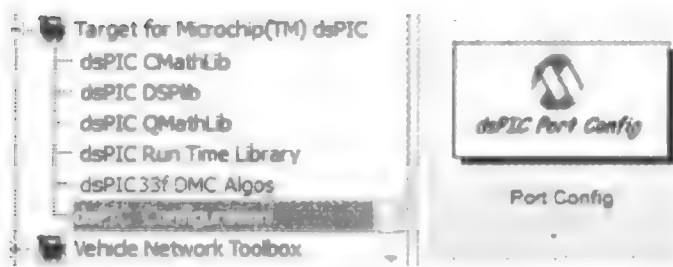 Target for Microchip(TM) dsPIC
dsPIC CMathLib
dsPIC DSPlib
dsPIC QMathLib
dsPIC Run Time Library
dsPIC33f DMC Algos
Vehicle Network Toolbox
dsPIC Port Config
Port Config